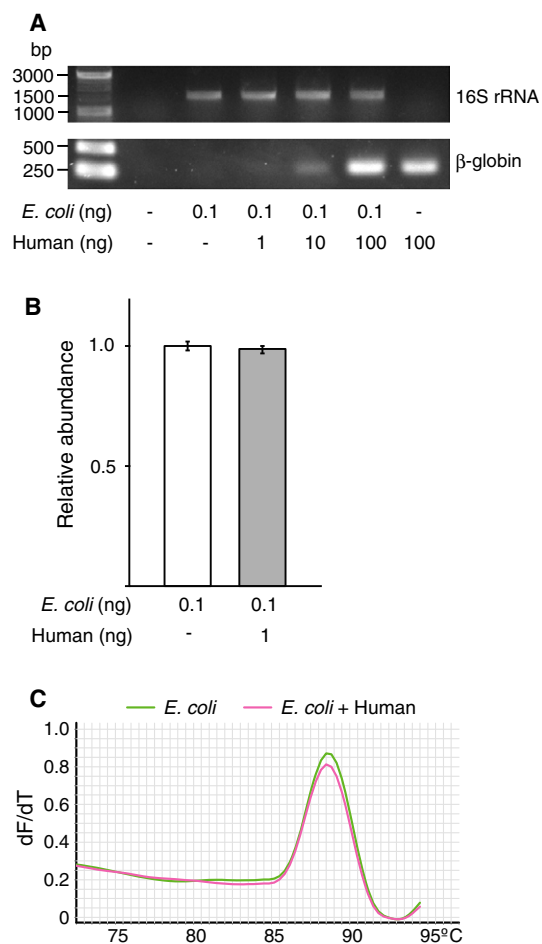 A
bp
3000
1500
1000
16S rRNA
500
250
β-globin
E. coli (ng) - 0.1 0.1 0.1 0.1 -
Human (ng) - - 1 10 100 100
B
Relative abundance
1.0
0.5
E. coli (ng) 0.1 0.1
Human (ng) - 1
C
E. coli E. coli + Human
dF/dT
1.0
0.8
0.6
0.4
0.2
0
75 80 85 90 95ºC